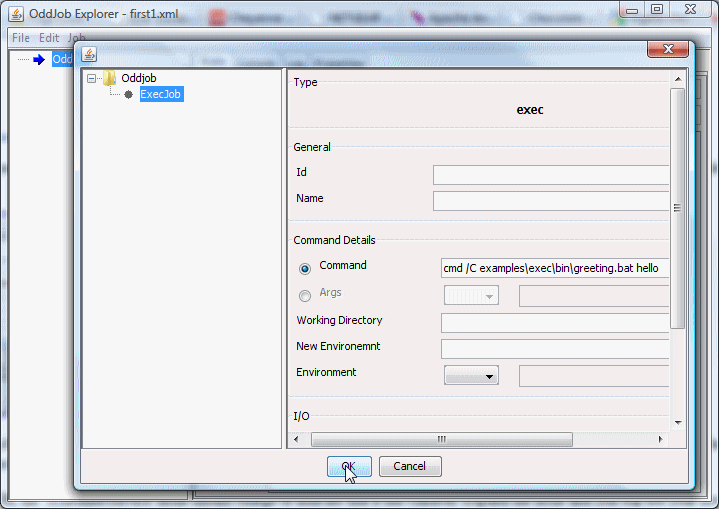 OddJob Explorer - first1.xml
File Edit Job
Odd
Oddjob
ExecJob
Type
exec
General
Id
Name
Command Details
Command
cmd /C examples\exec\bin\greeting.bat hello
Args
Working Directory
New Environemnt
Environment
I/O
OK
Cancel